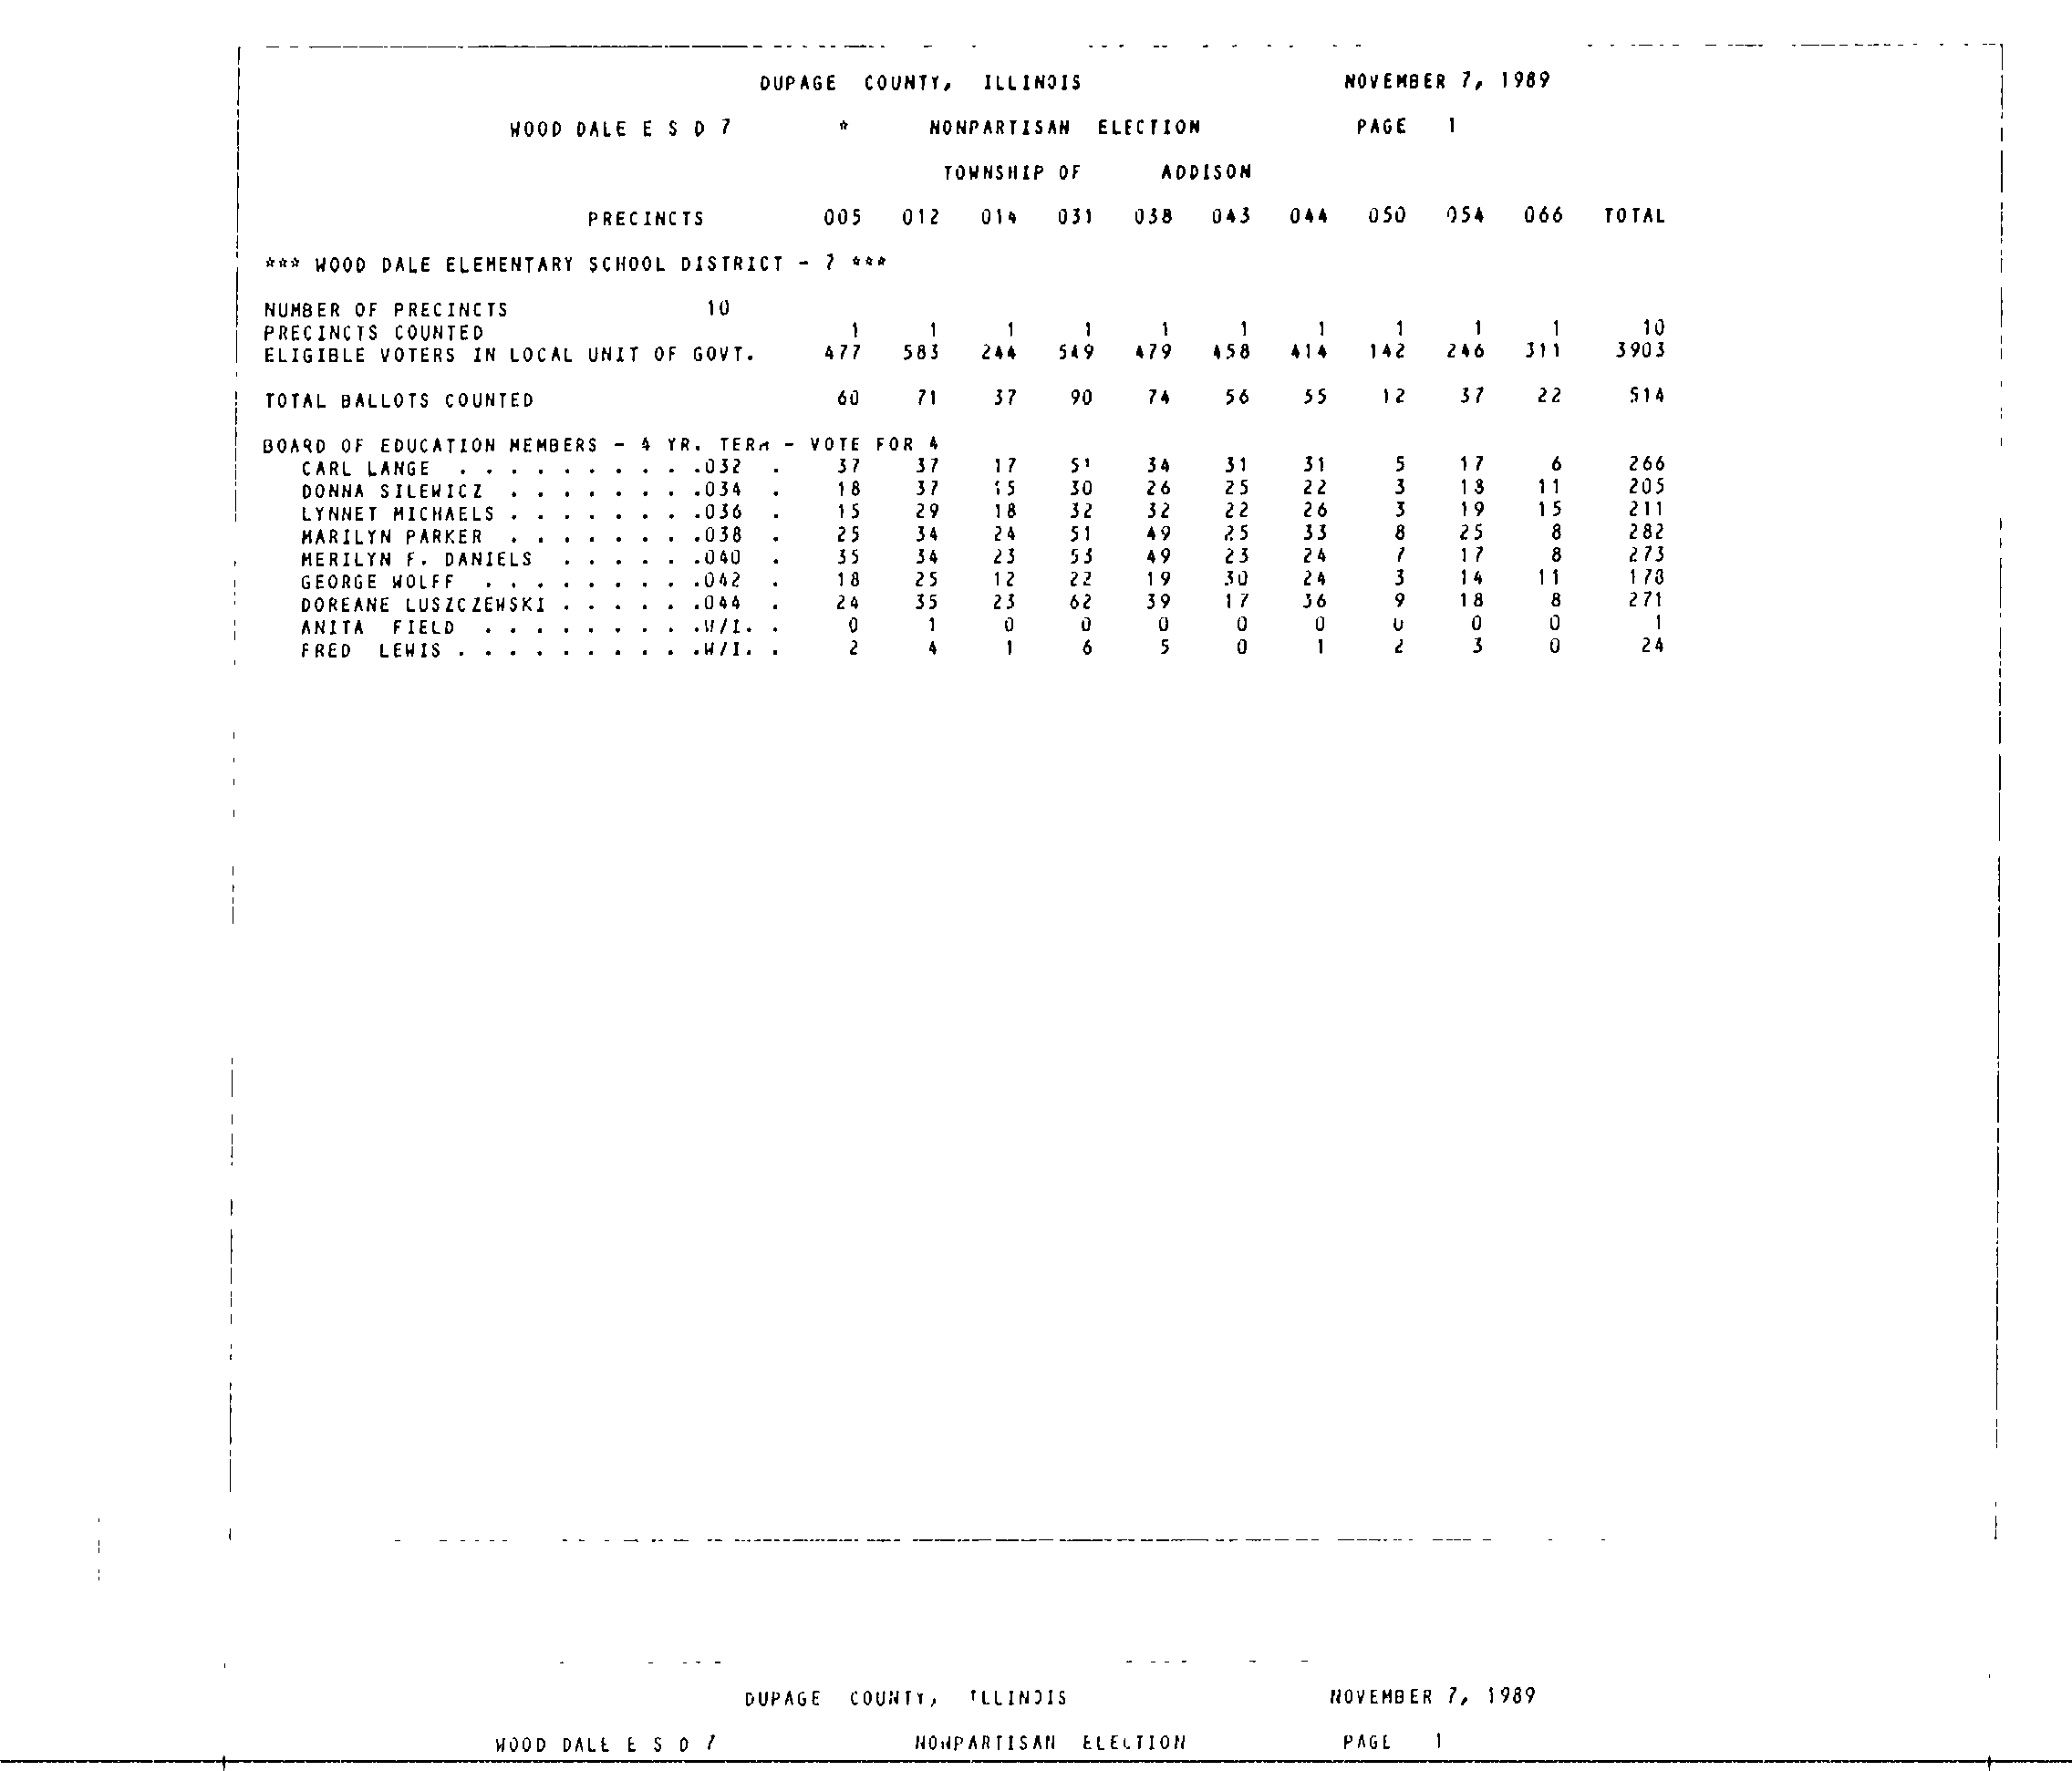 DUPAGE COUNTY, ILLINOIS NOVEMBER 7, 1989
WOOD DALE E S D 7 * NONPARTISAN ELECTION PAGE 1
TOWNSHIP OF ADDISON
PRECINCTS 005 012 014 031 038 043 044 050 054 066 TOTAL
*** WOOD DALE ELEMENTARY SCHOOL DISTRICT - 7 ***
NUMBER OF PRECINCTS 10
PRECINCTS COUNTED 1 1 1 1 1 1 1 1 1 1 10
ELIGIBLE VOTERS IN LOCAL UNIT OF GOVT. 477 583 244 549 479 458 414 142 246 311 3903
TOTAL BALLOTS COUNTED 60 71 37 90 74 56 55 12 37 22 514
BOARD OF EDUCATION MEMBERS - 4 YR. TERM - VOTE FOR 4
CARL LANGE . . . . . . . . . .032 . 37 37 17 51 34 31 31 5 17 6 266
DONNA SILEWICZ . . . . . . . .034 . 18 37 15 30 26 25 22 3 18 11 205
LYNNET MICHAELS . . . . . . . .036 . 15 29 18 32 32 22 26 3 19 15 211
MARILYN PARKER . . . . . . . .038 . 25 34 24 51 49 25 33 8 25 8 282
MERILYN F. DANIELS . . . . . .040 . 35 34 23 53 49 23 24 7 17 8 273
GEORGE WOLFF . . . . . . . . .042 . 18 25 12 22 19 30 24 3 14 11 178
DOREANE LUSZCZEWSKI . . . . . .044 . 24 35 23 62 39 17 36 9 18 8 271
ANITA FIELD . . . . . . . . .W/I. . 0 1 0 0 0 0 0 0 0 0 1
FRED LEWIS . . . . . . . . . .W/I. . 2 4 1 6 5 0 1 2 3 0 24
DUPAGE COUNTY, ILLINOIS NOVEMBER 7, 1989
WOOD DALE E S D 7 NONPARTISAN ELECTION PAGE 1